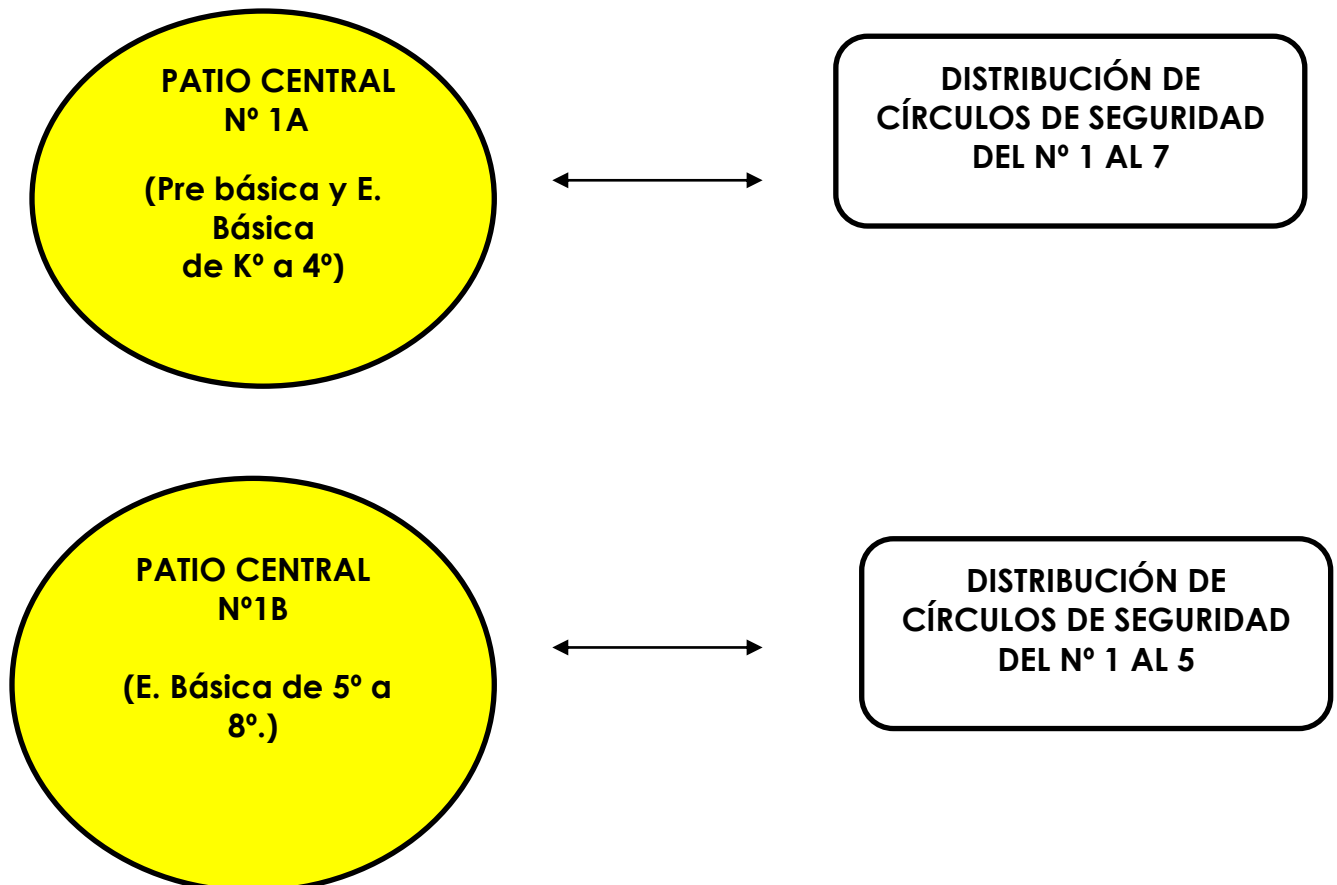 PATIO CENTRAL
Nº 1A
(Pre básica y E.
Básica
de Kº a 4º)
DISTRIBUCIÓN DE
CÍRCULOS DE SEGURIDAD
DEL Nº 1 AL 7
PATIO CENTRAL
Nº1B
(E. Básica de 5º a
8º.)
DISTRIBUCIÓN DE
CÍRCULOS DE SEGURIDAD
DEL Nº 1 AL 5